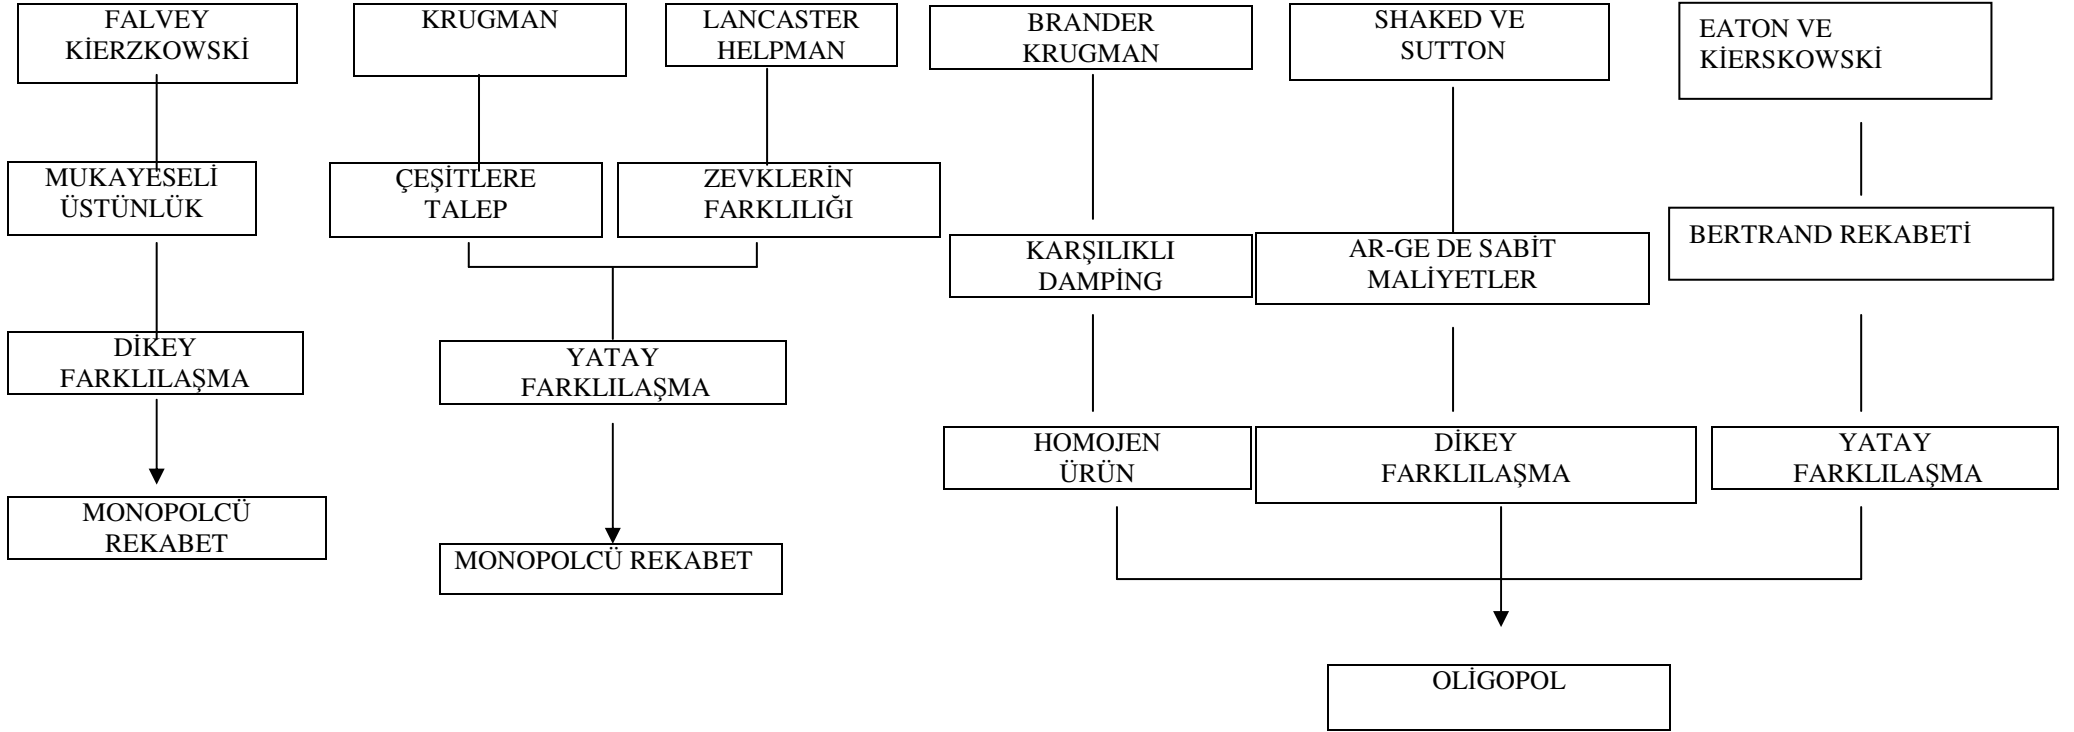 FALVEY
KİERZKOWSKİ
KRUGMAN
LANCASTER
HELPMAN
BRANDER
KRUGMAN
SHAKED VE
SUTTON
EATON VE
KİERSKOWSKİ
MUKAYESELİ
ÜSTÜNLÜK
ÇEŞİTLERE
TALEP
ZEVKLERİN
FARKLILIĞI
KARŞILIKLI
DAMPİNG
AR-GE DE SABİT
MALİYETLER
BERTRAND REKABETİ
DİKEY
FARKLILAŞMA
YATAY
FARKLILAŞMA
HOMOJEN
ÜRÜN
DİKEY
FARKLILAŞMA
YATAY
FARKLILAŞMA
MONOPOLCÜ
REKABET
MONOPOLCÜ REKABET
OLİGOPOL